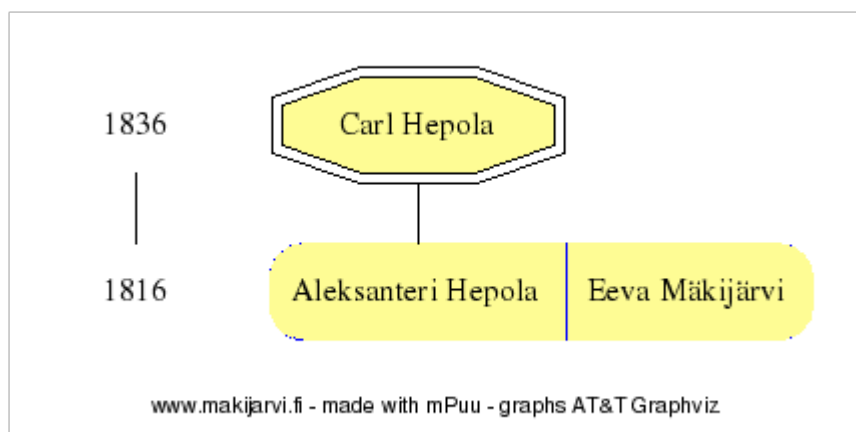 1836 Carl Hepola
1816 Aleksanteri Hepola Eeva Mäkijärvi
www.makijarvi.fi - made with mPuu - graphs AT&T Graphviz